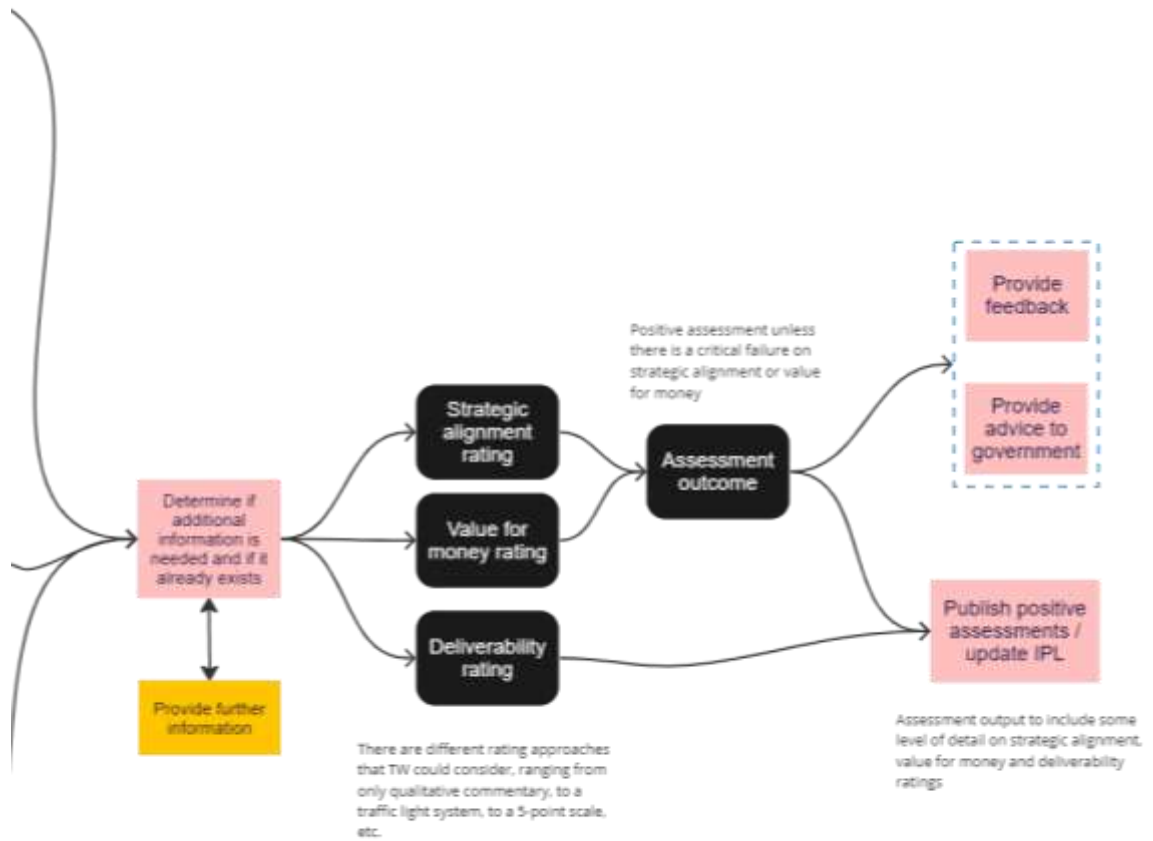 Provide
feedback
Provide
advice to
government
Positive assessment unless
there is a critical failure on
strategic alignment or value
for money
Strategic
alignment
rating
Assessment
outcome
Determine if
additional
information is
needed and if it
already exists
Value for
money rating
Deliverability
rating
Publish positive
assessments /
update IPL
Provide further
information
There are different rating approaches
that TW could consider, ranging from
only qualitative commentary, to a
traffic light system, to a 5-point scale,
etc.
Assessment output to include some
level of detail on strategic alignment,
value for money and deliverability
ratings